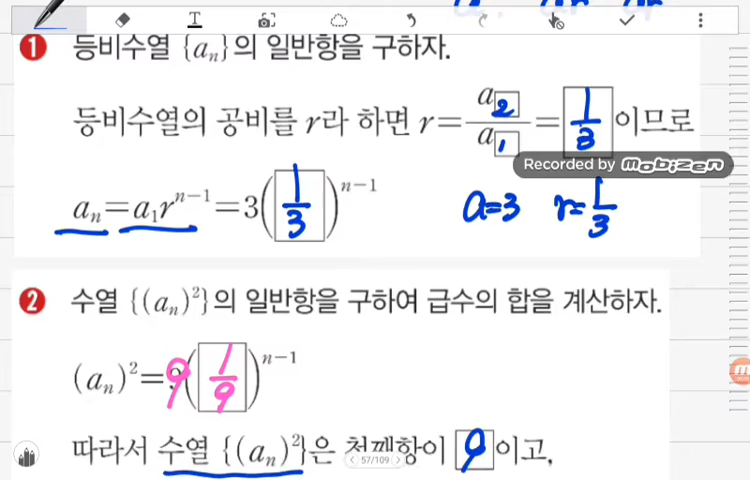 1 등비수열 {aₙ}의 일반항을 구하자.
등비수열의 공비를 r라 하면 r = a₂/a₁ = 1/3 이므로
Recorded by mobizen
aₙ = a₁rⁿ⁻¹ = 3(1/3)ⁿ⁻¹ a=3 r=1/3
2 수열 {(aₙ)²}의 일반항을 구하여 급수의 합을 계산하자.
(aₙ)² = 9(1/9)ⁿ⁻¹
따라서 수열 {(aₙ)²}은 첫째항이 9이고,
57/109